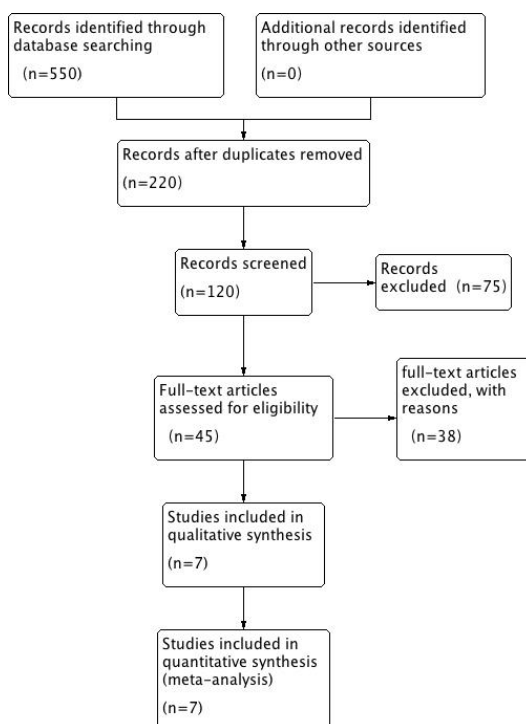 Records identified through
database searching
(n=550)
Additional records identified
through other sources
(n=0)
Records after duplicates removed
(n=220)
Records screened
(n=120)
Records
excluded (n=75)
Full-text articles
assessed for eligibility
(n=45)
full-text articles
excluded, with
reasons
(n=38)
Studies included in
qualitative synthesis
(n=7)
Studies included in
quantitative synthesis
(meta-analysis)
(n=7)